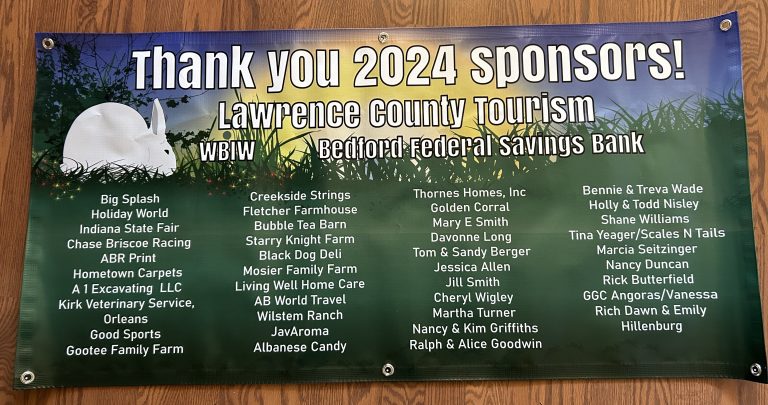 Thank you 2024 sponsors!
Lawrence County Tourism
WBIW Bedford Federal Savings Bank
Big Splash
Holiday World
Indiana State Fair
Chase Briscoe Racing
ABR Print
Hometown Carpets
A 1 Excavating LLC
Kirk Veterinary Service,
Orleans
Good Sports
Gootee Family Farm
Creekside Strings
Fletcher Farmhouse
Bubble Tea Barn
Starry Knight Farm
Black Dog Deli
Mosier Family Farm
Living Well Home Care
AB World Travel
Wilstem Ranch
JavAroma
Albanese Candy
Thornes Homes, Inc
Golden Corral
Mary E Smith
Davonne Long
Tom & Sandy Berger
Jessica Allen
Jill Smith
Cheryl Wigley
Martha Turner
Nancy & Kim Griffiths
Ralph & Alice Goodwin
Bennie & Treva Wade
Holly & Todd Nisley
Shane Williams
Tina Yeager/Scales N Tails
Marcia Seitzinger
Nancy Duncan
Rick Butterfield
GGC Angoras/Vanessa
Rich Dawn & Emily
Hillenburg